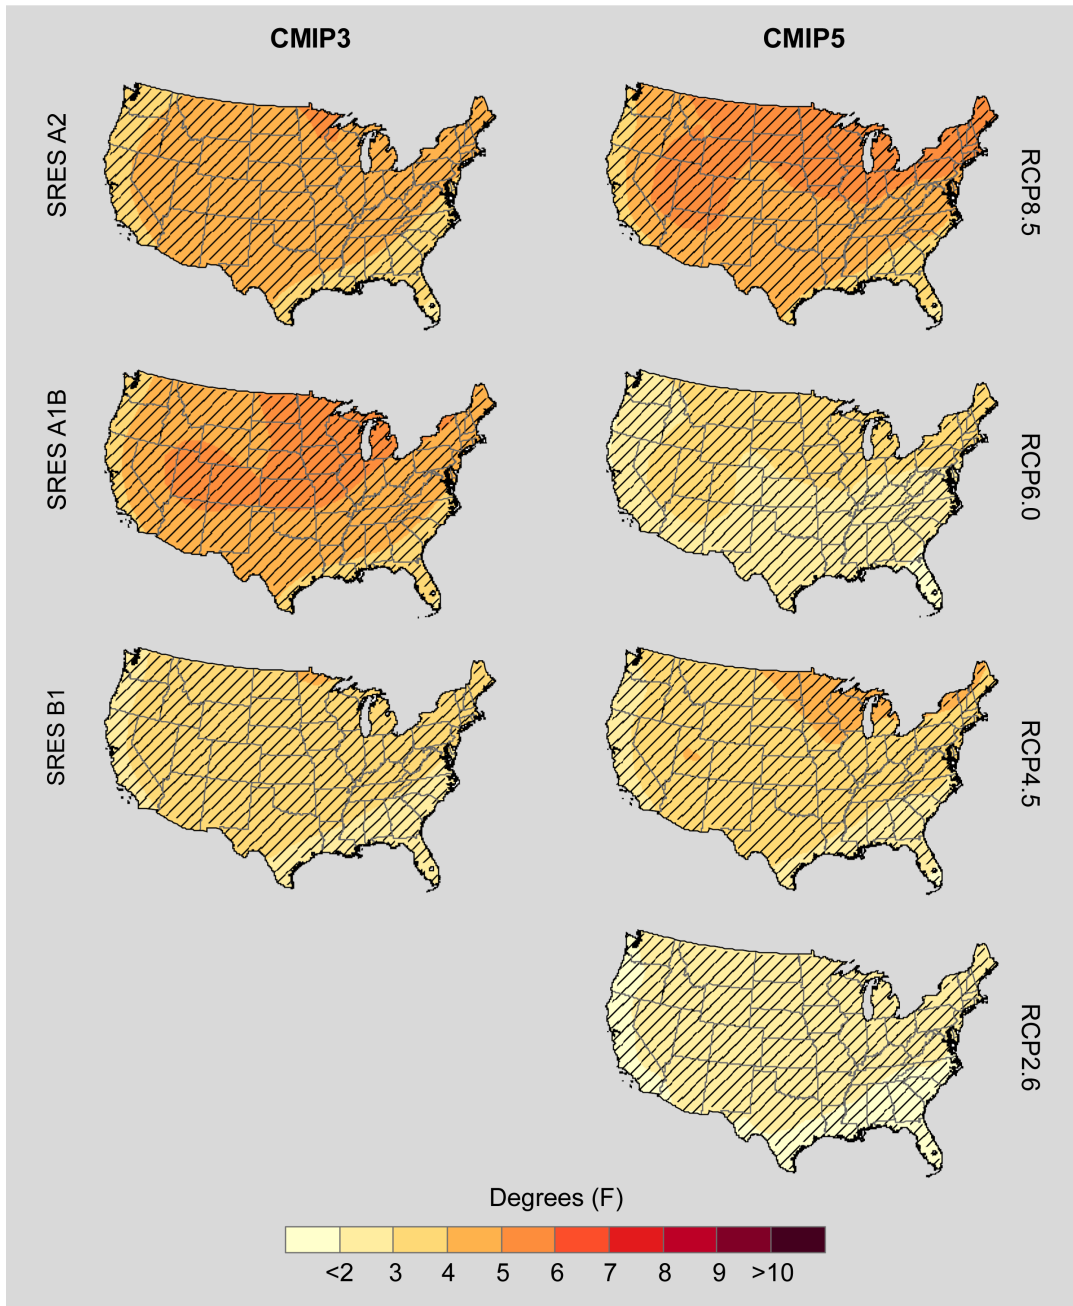 CMIP3
CMIP5
SRES A2
RCP8.5
SRES A1B
RCP6.0
SRES B1
RCP4.5
RCP2.6
Degrees (F)
<2 3 4 5 6 7 8 9 >10